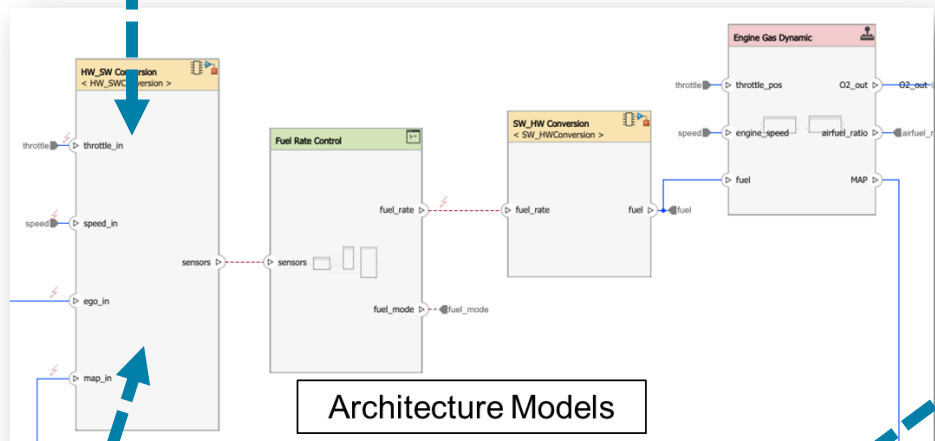 HW_SW Conversion
< HW_SWConversion >
throttle
throttle_in
speed
speed_in
ego_in
map_in
sensors
Fuel Rate Control
sensors
fuel_rate
fuel_mode
fuel_mode
SW_HW Conversion
< SW_HWConversion >
fuel_rate
fuel
fuel
Engine Gas Dynamic
throttle
throttle_pos
O2_out
O2_out
speed
engine_speed
airfuel_ratio
airfuel_r
fuel
MAP
Architecture Models